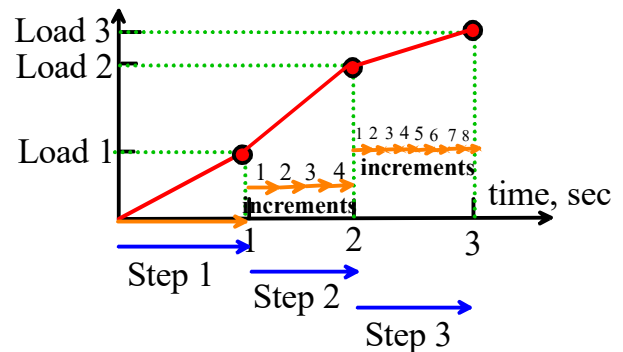 Load 3
Load 2
Load 1
1 2 3 4 5 6 7 8
increments
1 2 3 4
increments
time, sec
1 2 3
Step 1
Step 2
Step 3